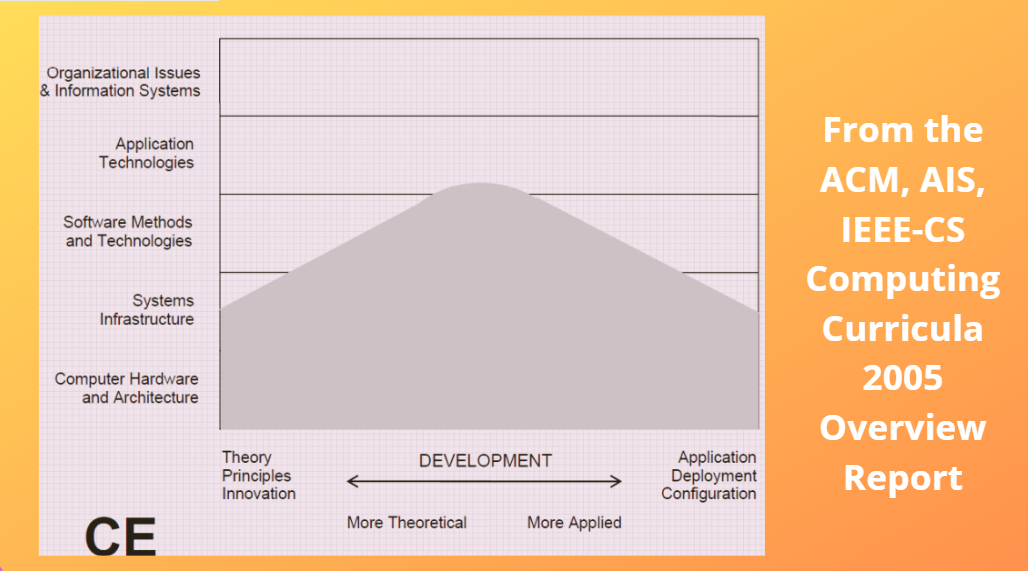 Organizational Issues
& Information Systems
Application
Technologies
Software Methods
and Technologies
Systems
Infrastructure
Computer Hardware
and Architecture
Theory
Principles
Innovation
DEVELOPMENT
Application
Deployment
Configuration
More Theoretical
More Applied
CE
From the
ACM, AIS,
IEEE-CS
Computing
Curricula
2005
Overview
Report